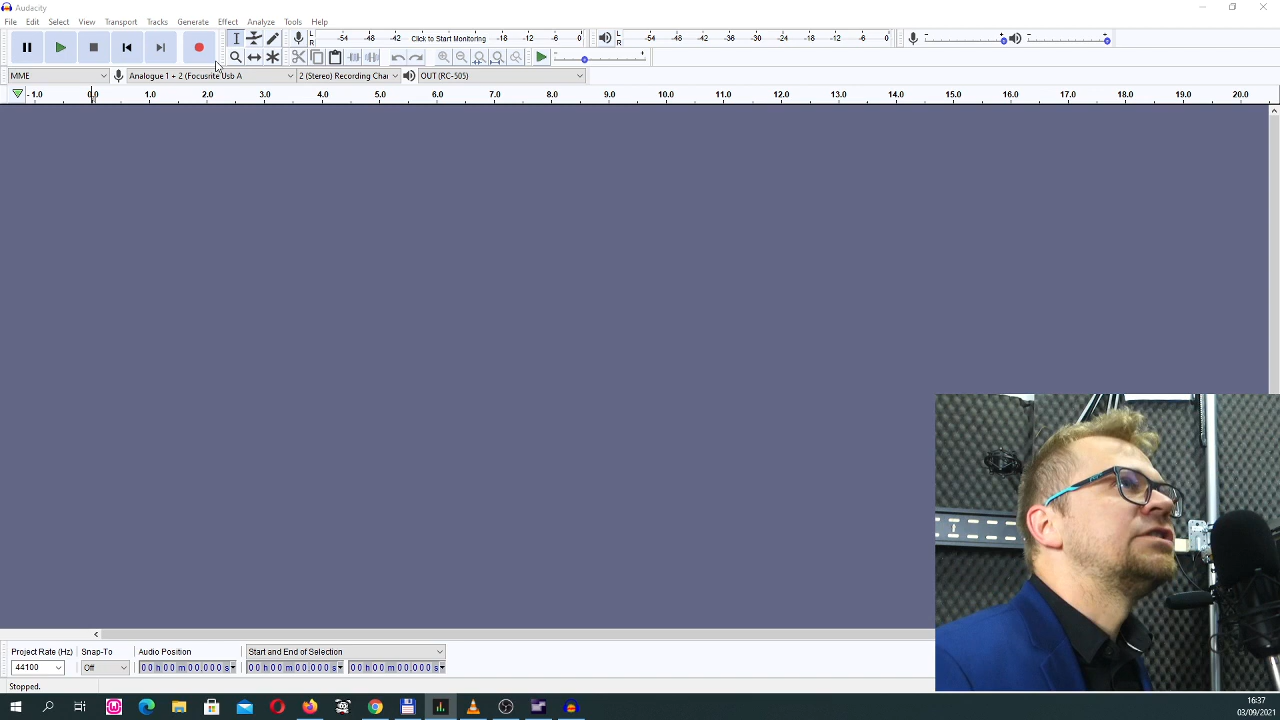 Audacity
File Edit Select View Transport Tracks Generate Effect Analyze Tools Help
L R -54 -48 -42 Click to Start Monitoring -18 -12 -6 0 L R -54 -48 -42 -36 -30 -24 -18 -12 -6 0 - + - +
- +
MME Analogue 1 + 2 (Focusrite Usb A 2 (Stereo) Recording Char OUT (RC-505)
- 1.0 0.0 1.0 2.0 3.0 4.0 5.0 6.0 7.0 8.0 9.0 10.0 11.0 12.0 13.0 14.0 15.0 16.0 17.0 18.0 19.0 20.0
Project Rate (Hz) Snap-To Audio Position Start and End of Selection
44100 Off 00 h 00 m 00.000 s 00 h 00 m 00.000 s 00 h 00 m 00.000 s
Stopped.
16:37
03/09/2021